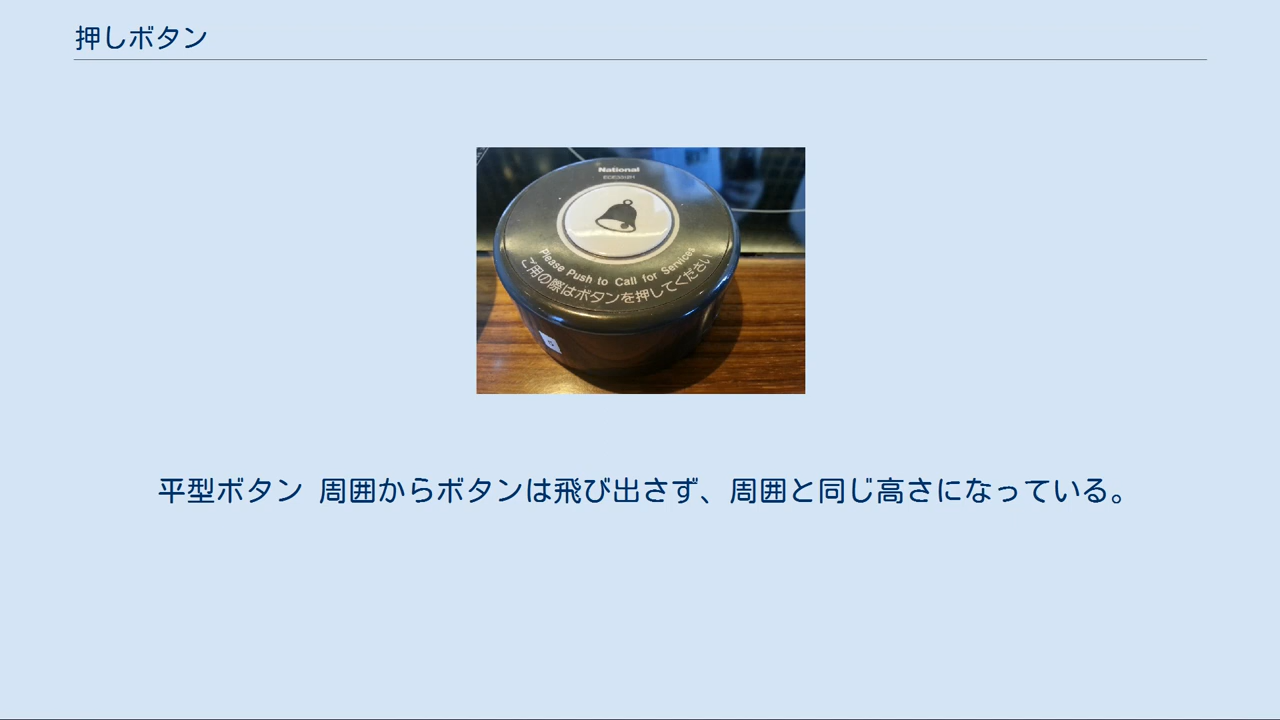 押しボタン
National
Please Push to Call for Services
ご用の際はボタンを押してください
5
平型ボタン 周囲からボタンは飛び出さず、周囲と同じ高さになっている。